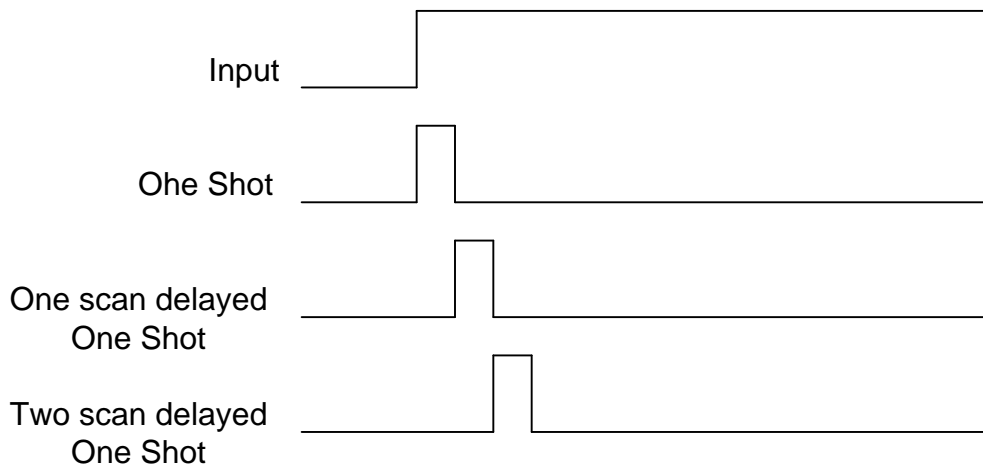 Input
Ohe Shot
One scan delayed
One Shot
Two scan delayed
One Shot